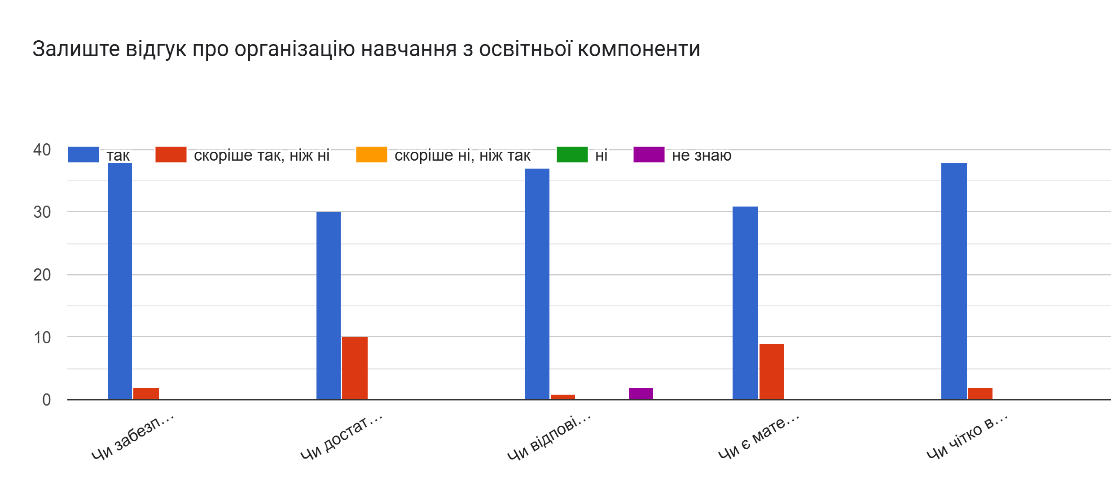 Залиште відгук про організацію навчання з освітньої компоненти
40
так скоріше так, ніж ні скоріше ні, ніж так ні не знаю
30
20
10
0
Чи забезп… Чи достат… Чи відпові… Чи є мате… Чи чітко в…